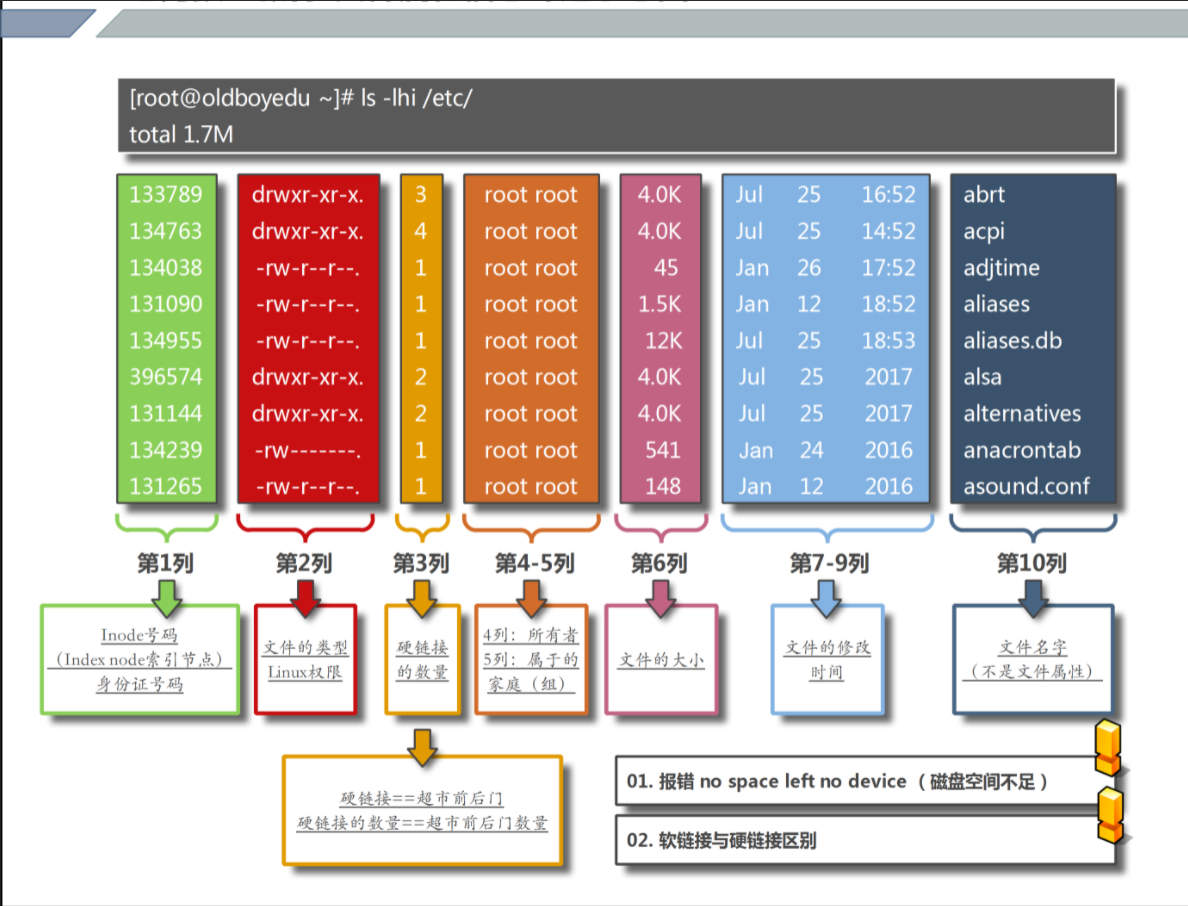 [root@oldboyedu ~]# ls -lhi /etc/
total 1.7M
133789 drwxr-xr-x. 3 root root 4.0K Jul 25 16:52 abrt
134763 drwxr-xr-x. 4 root root 4.0K Jul 25 14:52 acpi
134038 -rw-r--r--. 1 root root 45 Jan 26 17:52 adjtime
131090 -rw-r--r--. 1 root root 1.5K Jan 12 18:52 aliases
134955 -rw-r--r--. 1 root root 12K Jul 25 18:53 aliases.db
396574 drwxr-xr-x. 2 root root 4.0K Jul 25 2017 alsa
131144 drwxr-xr-x. 2 root root 4.0K Jul 25 2017 alternatives
134239 -rw-------. 1 root root 541 Jan 24 2016 anacrontab
131265 -rw-r--r--. 1 root root 148 Jan 12 2016 asound.conf
第1列 第2列 第3列 第4-5列 第6列 第7-9列 第10列
Inode号码
（Index node索引节点）
身份证号码
文件的类型
Linux权限
硬链接
的数量
4列：所有者
5列：属于的
家庭（组）
文件的大小
文件的修改
时间
文件名字
（不是文件属性）
硬链接==超市前后门
硬链接的数量==超市前后门数量
01. 报错 no space left no device （磁盘空间不足）
02. 软链接与硬链接区别